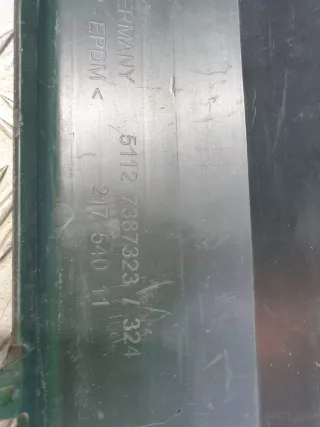 ERMANY 5112 7387323 / 324
P-EPDM < 217 540 11